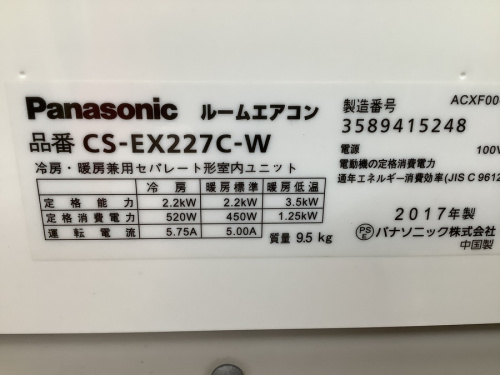 Panasonic ルームエアコン
品番 CS-EX227C-W
冷房・暖房兼用セパレート形室内ユニット
冷 房 暖房標準 暖房低温
定 格 能 力 2.2kW 2.2kW 3.5kW
定格消費電力 520W 450W 1.25kW
運 転 電 流 5.75A 5.00A
質量 9.5 kg
ACXF00
製造番号
3589415248
電源 100V
電動機の定格消費電力
通年エネルギー消費効率(JIS C 9612
2017年製
PSE パナソニック株式会社
中国製